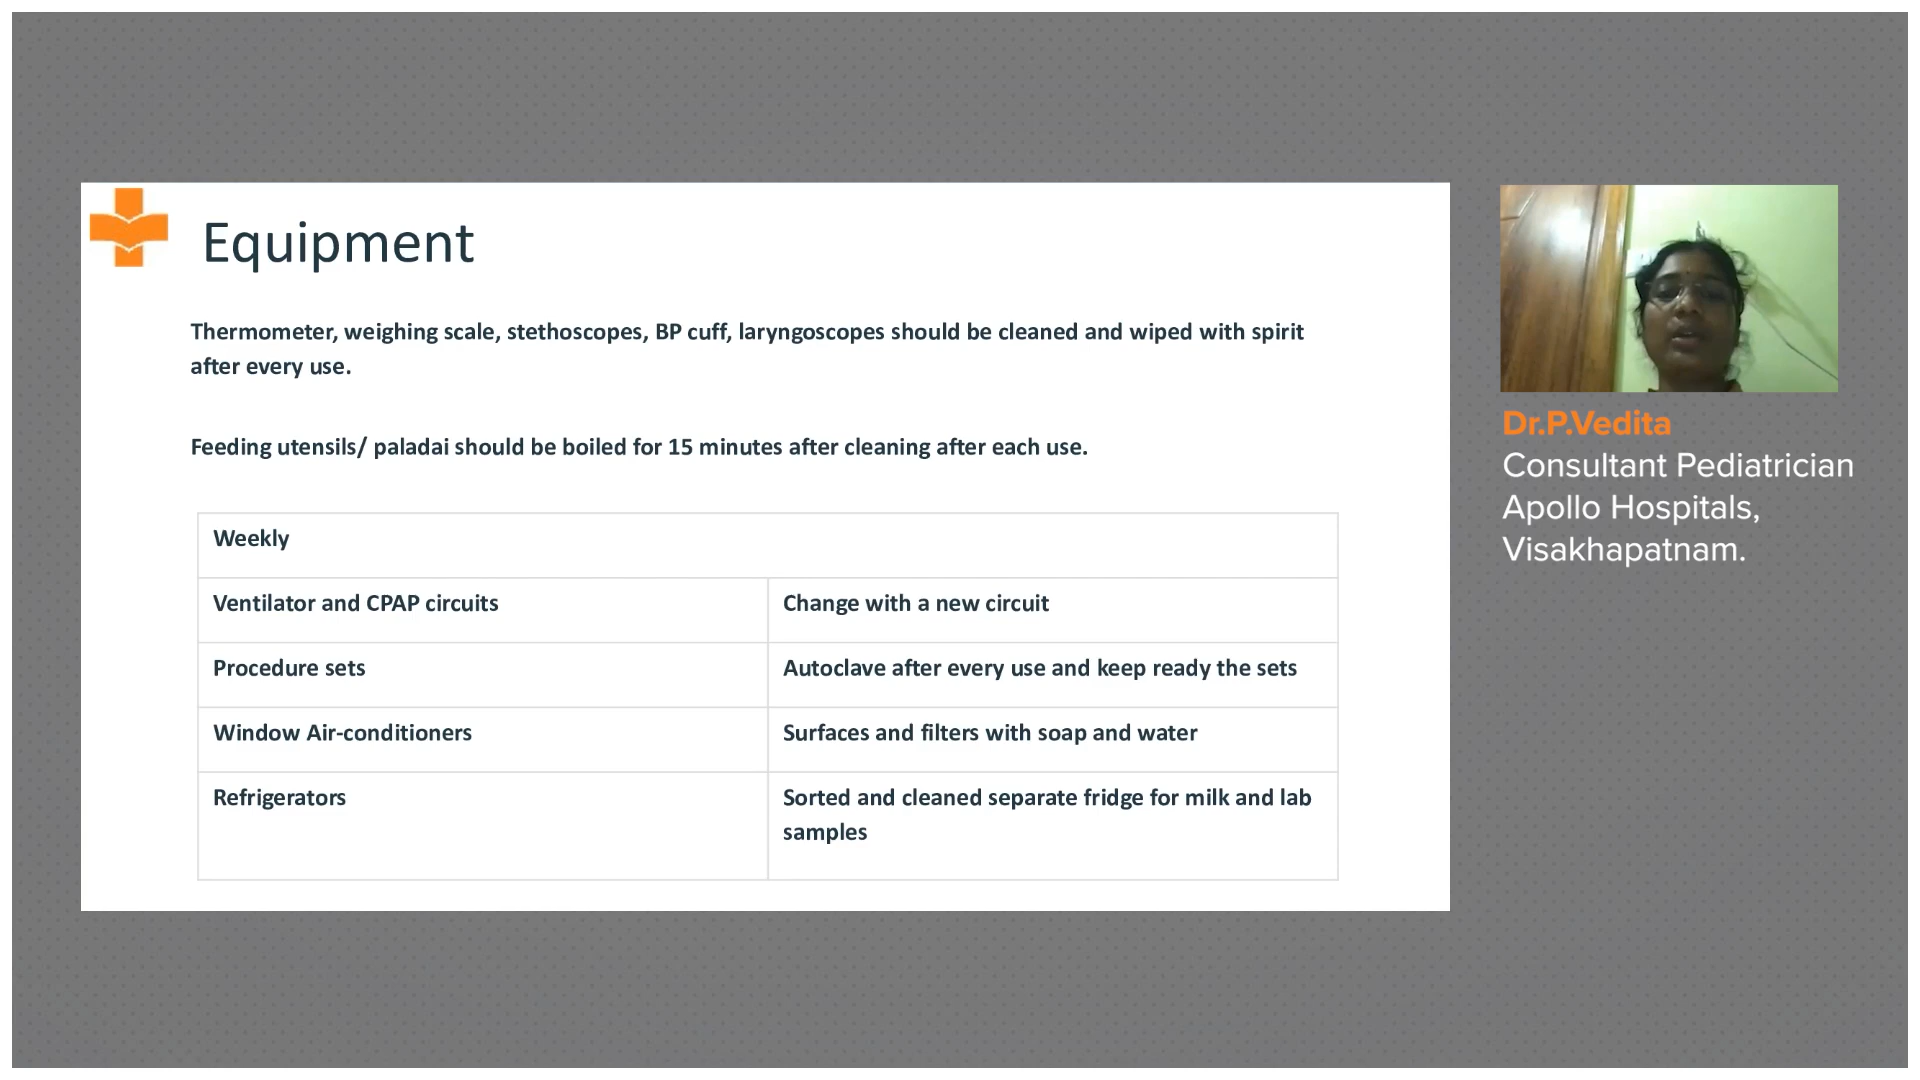 Equipment
Thermometer, weighing scale, stethoscopes, BP cuff, laryngoscopes should be cleaned and wiped with spirit
after every use.
Feeding utensils/ paladai should be boiled for 15 minutes after cleaning after each use.
Weekly
Ventilator and CPAP circuits
Change with a new circuit
Procedure sets
Autoclave after every use and keep ready the sets
Window Air-conditioners
Surfaces and filters with soap and water
Refrigerators
Sorted and cleaned separate fridge for milk and lab
samples
Dr.P.Vedita
Consultant Pediatrician
Apollo Hospitals,
Visakhapatnam.